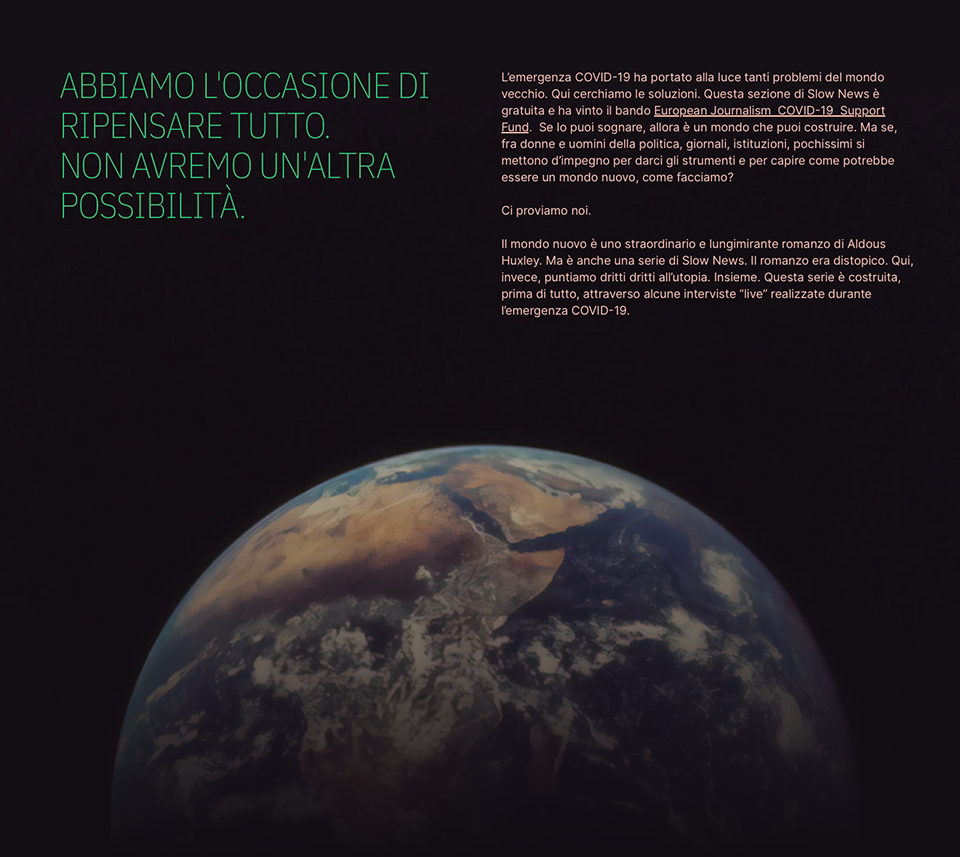 ABBIAMO L'OCCASIONE DI
RIPENSARE TUTTO.
NON AVREMO UN'ALTRA
POSSIBILITÀ.
L’emergenza COVID-19 ha portato alla luce tanti problemi del mondo
vecchio. Qui cerchiamo le soluzioni. Questa sezione di Slow News è
gratuita e ha vinto il bando European Journalism COVID-19 Support
Fund. Se lo puoi sognare, allora è un mondo che puoi costruire. Ma se,
fra donne e uomini della politica, giornali, istituzioni, pochissimi si
mettono d’impegno per darci gli strumenti e per capire come potrebbe
essere un mondo nuovo, come facciamo?
Ci proviamo noi.
Il mondo nuovo è uno straordinario e lungimirante romanzo di Aldous
Huxley. Ma è anche una serie di Slow News. Il romanzo era distopico. Qui,
invece, puntiamo dritti dritti all’utopia. Insieme. Questa serie è costruita,
prima di tutto, attraverso alcune interviste “live” realizzate durante
l’emergenza COVID-19.